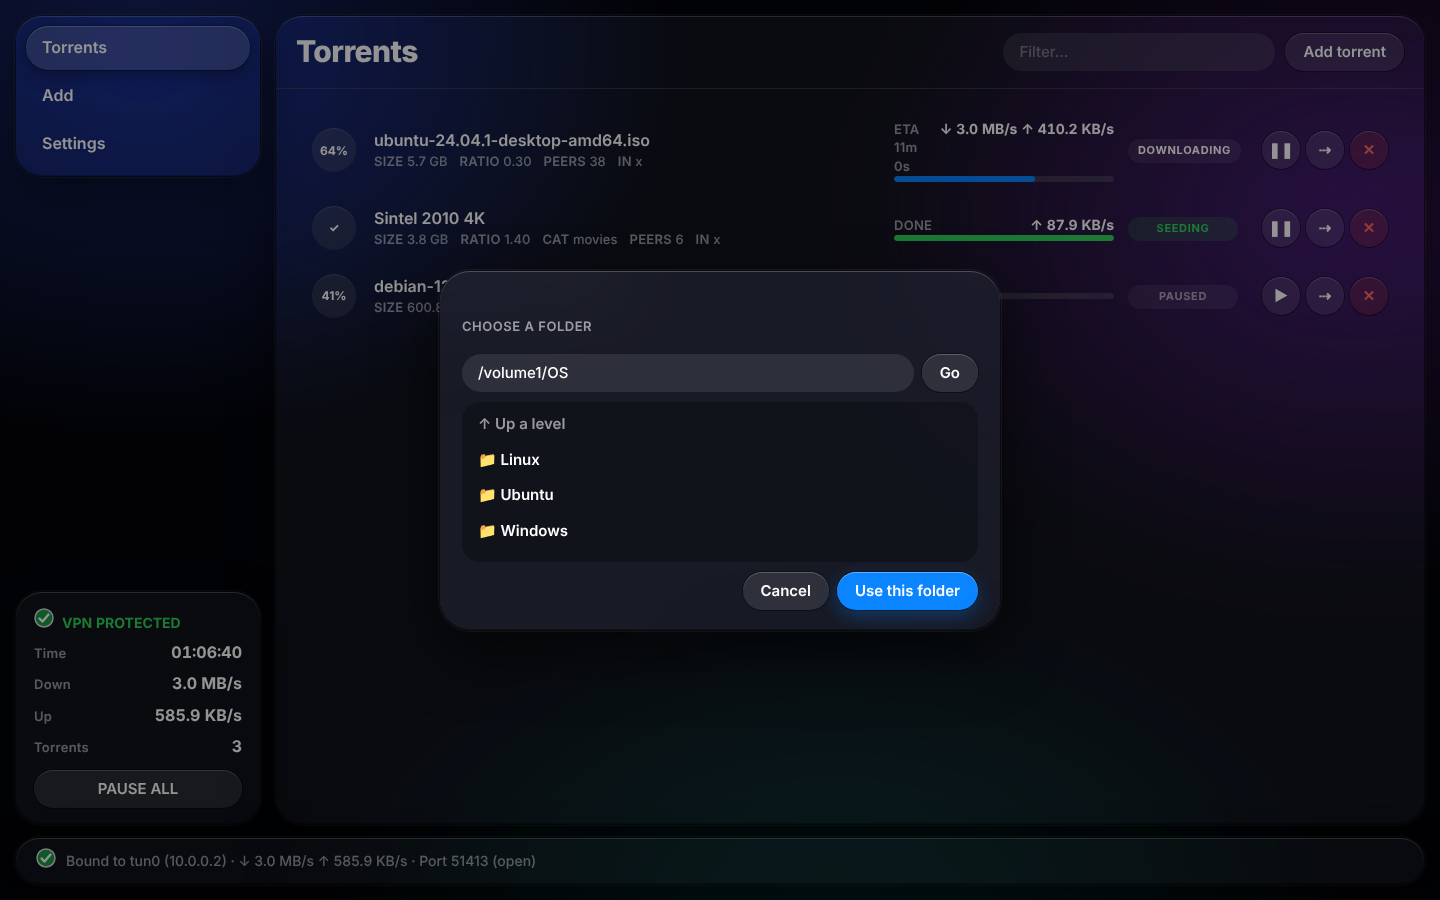 Torrents
Add
Settings
Torrents
Filter...
Add torrent
64%
ubuntu-24.04.1-desktop-amd64.iso
SIZE 5.7 GB RATIO 0.30 PEERS 38 IN x
ETA 11m 0s
↓ 3.0 MB/s ↑ 410.2 KB/s
DOWNLOADING
✓
Sintel 2010 4K
SIZE 3.8 GB RATIO 1.40 CAT movies PEERS 6 IN x
DONE
↑ 87.9 KB/s
SEEDING
41%
debian-12
SIZE 600.8
PAUSED
CHOOSE A FOLDER
/volume1/OS
Go
↑ Up a level
Linux
Ubuntu
Windows
Cancel
Use this folder
VPN PROTECTED
Time 01:06:40
Down 3.0 MB/s
Up 585.9 KB/s
Torrents 3
PAUSE ALL
Bound to tun0 (10.0.0.2) · ↓ 3.0 MB/s ↑ 585.9 KB/s · Port 51413 (open)